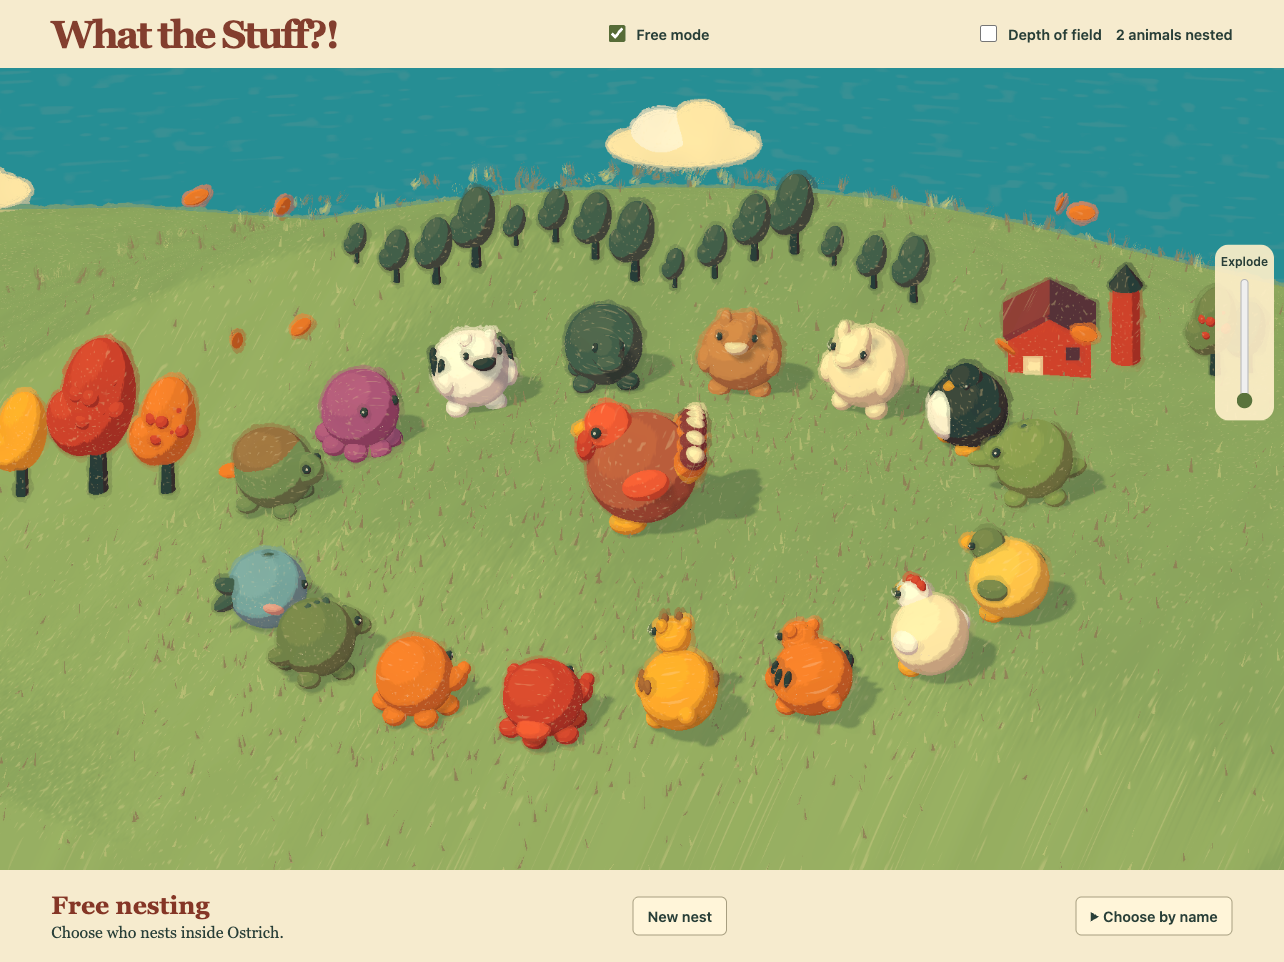 What the Stuff?!
Free mode
Depth of field
2 animals nested
Explode
Free nesting
Choose who nests inside Ostrich.
New nest
Choose by name